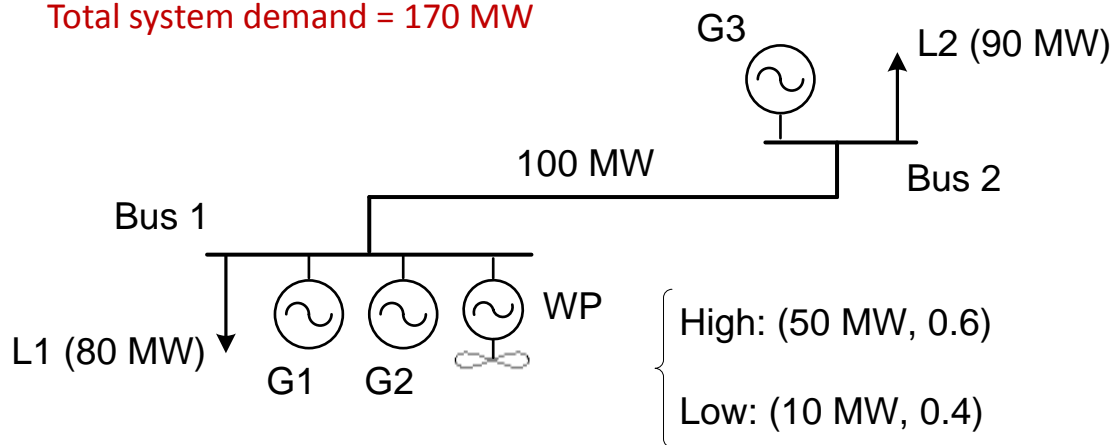 Total system demand = 170 MW
G3
L2 (90 MW)
100 MW
Bus 2
Bus 1
WP
High: (50 MW, 0.6)
L1 (80 MW)
G1
G2
Low: (10 MW, 0.4)